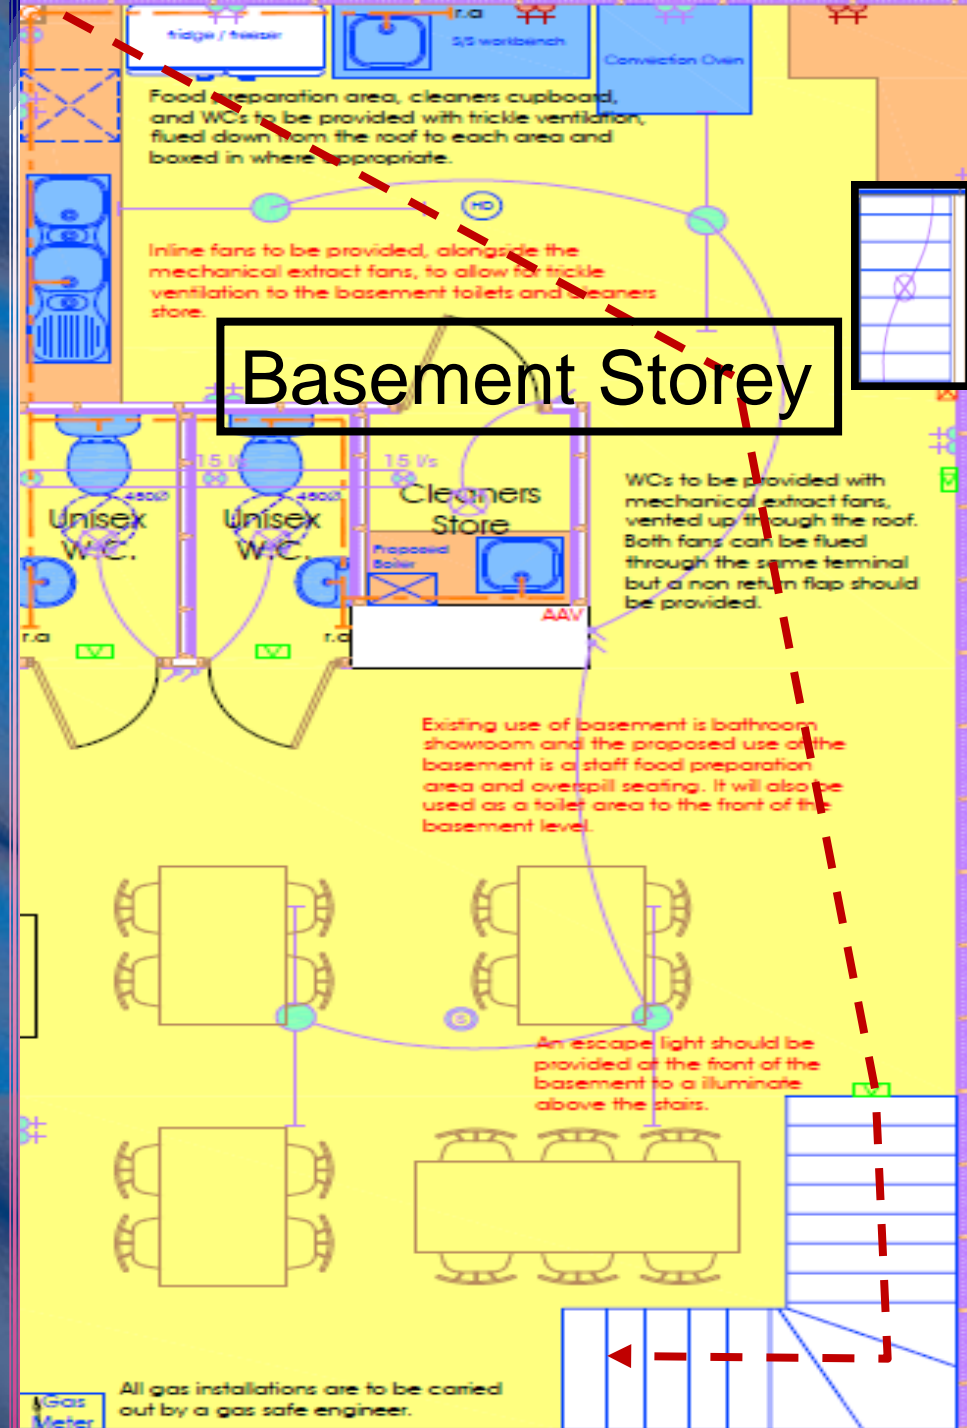 r.a
fridge / freezer
S/S workbench
Convection Oven
Food preparation area, cleaners cupboard,
and WCs to be provided with trickle ventilation,
flued down from the roof to each area and
boxed in where appropriate.
HD
Inline fans to be provided, alongside the
mechanical extract fans, to allow for trickle
ventilation to the basement toilets and cleaners
store.
Basement Storey
15 l/s
15 l/s
450Ø
450Ø
Unisex
W.C.
Unisex
W.C.
Cleaners
Store
Proposed
Boiler
WCs to be provided with
mechanical extract fans,
vented up through the roof.
Both fans can be flued
through the same terminal
but a non return flap should
be provided.
AAV
r.a
r.a
Existing use of basement is bathroom
showroom and the proposed use of the
basement is a staff food preparation
area and overspill seating. It will also be
used as a toilet area to the front of the
basement level.
S
An escape light should be
provided at the front of the
basement to a illuminate
above the stairs.
All gas installations are to be carried
out by a gas safe engineer.
Gas
Meter